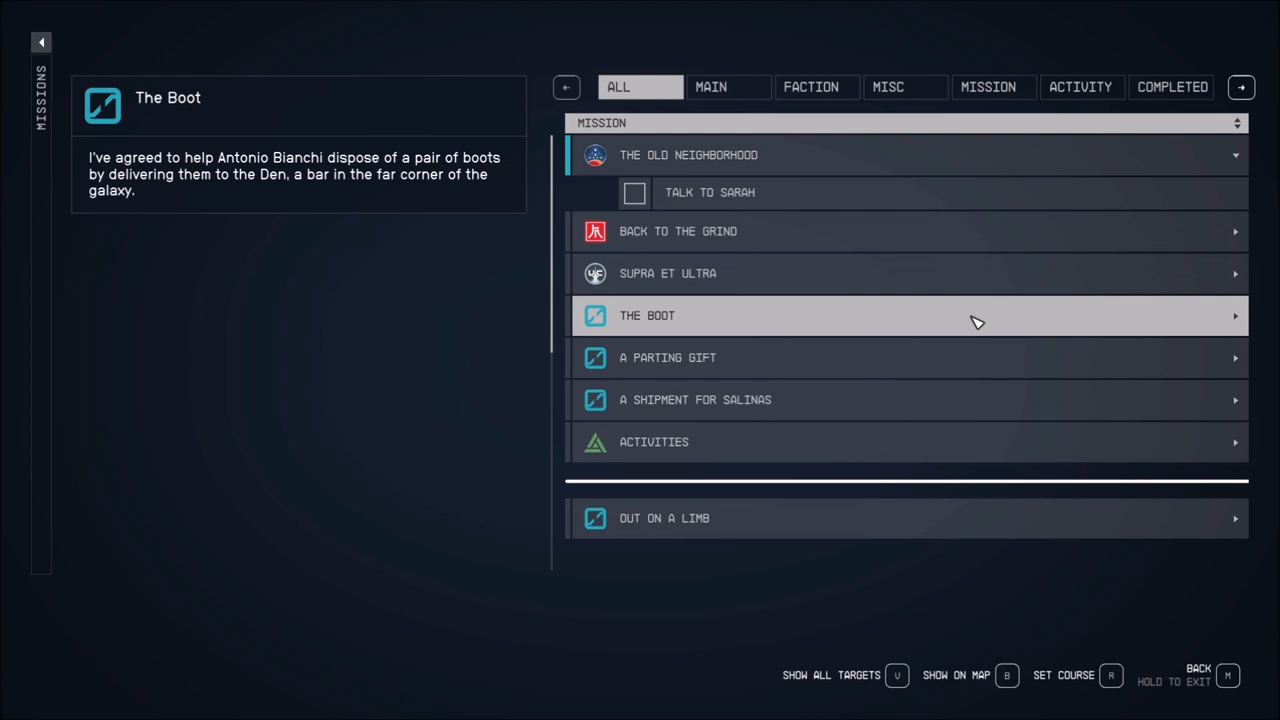 MISSIONS
The Boot
I've agreed to help Antonio Bianchi dispose of a pair of boots
by delivering them to the Den, a bar in the far corner of the
galaxy.
ALL
MAIN
FACTION
MISC
MISSION
ACTIVITY
COMPLETED
MISSION
THE OLD NEIGHBORHOOD
TALK TO SARAH
BACK TO THE GRIND
SUPRA ET ULTRA
THE BOOT
A PARTING GIFT
A SHIPMENT FOR SALINAS
ACTIVITIES
OUT ON A LIMB
SHOW ALL TARGETS V
SHOW ON MAP B
SET COURSE R
BACK
HOLD TO EXIT M